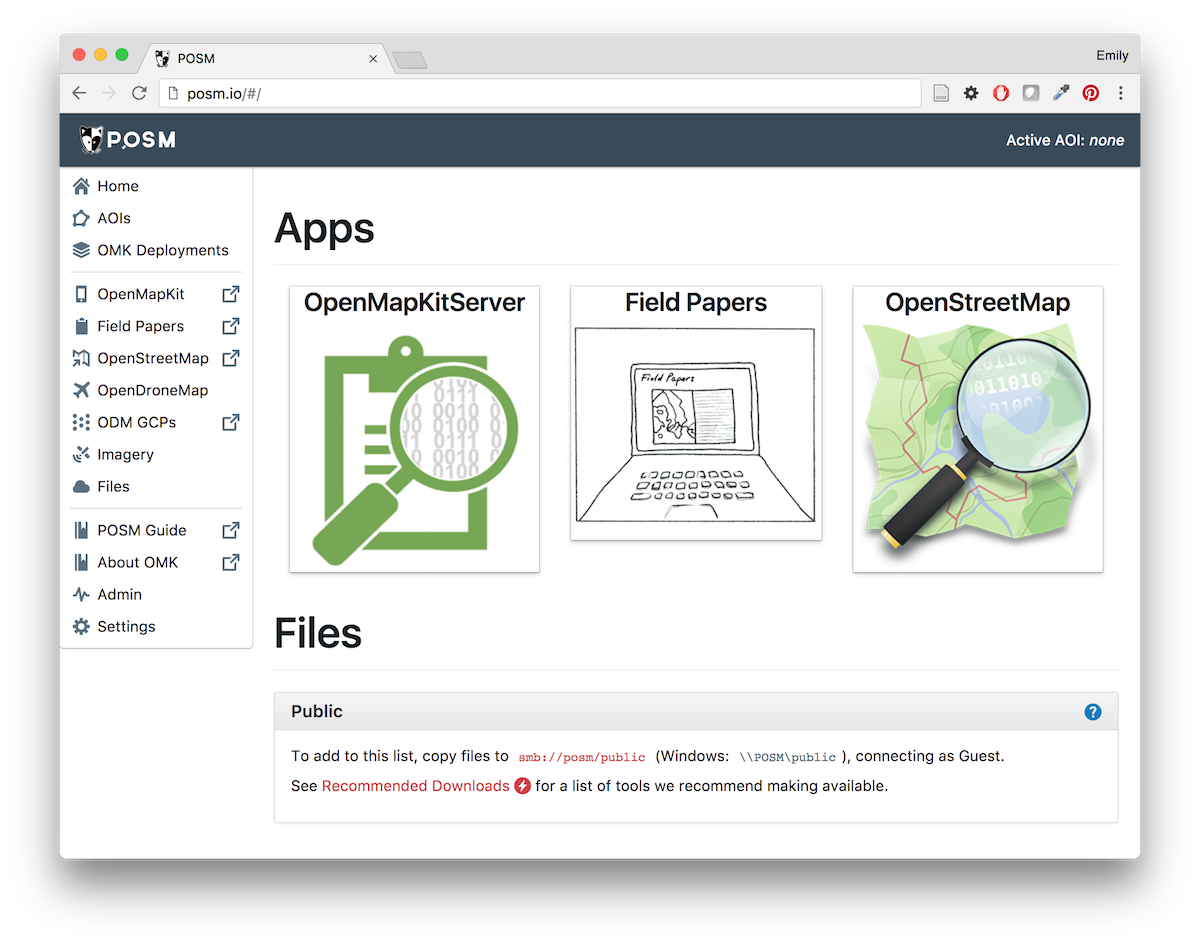 POSM
Emily
posm.io/#/
POSM
Active AOI: none
Home
AOIs
OMK Deployments
OpenMapKit
Field Papers
OpenStreetMap
OpenDroneMap
ODM GCPs
Imagery
Files
POSM Guide
About OMK
Admin
Settings
Apps
OpenMapKitServer
Field Papers
OpenStreetMap
Field Papers
Files
Public
?
To add to this list, copy files to smb://posm/public (Windows: \\POSM\public ), connecting as Guest.
See Recommended Downloads for a list of tools we recommend making available.